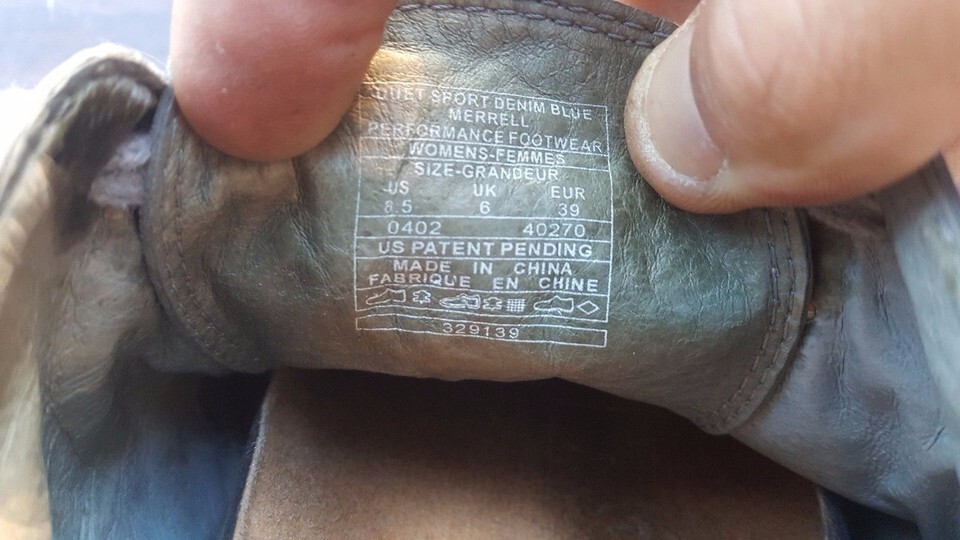 DUET SPORT DENIM BLUE
MERRELL
PERFORMANCE FOOTWEAR
WOMENS-FEMMES
SIZE-GRANDEUR
US UK EUR
8.5 6 39
0402 40270
US PATENT PENDING
MADE IN CHINA
FABRIQUE EN CHINE
329139